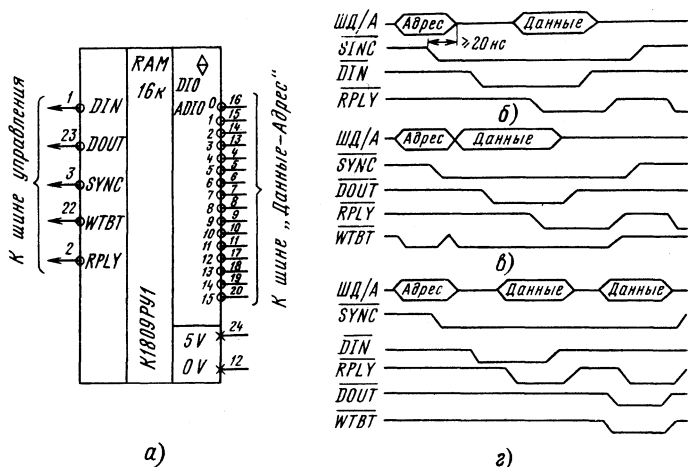 К шине управления
1 DIN
23 DOUT
3 SYNC
22 WTBT
2 RPLY
RAM
16к
К1809РУ1
DIO
ADIO
0 16
1 15
2 14
3 13
4 4
5 5
6 6
7 7
8 8
9 9
10 10
11 11
12 17
13 18
14 19
15 20
5V 24
0V 12
К шине „Данные-Адрес“
а)
ШД/А Адрес Данные
≥20нс
SINC
DIN
RPLY
б)
ШД/А Адрес Данные
SYNC
DOUT
RPLY
WTBT
в)
ШД/А Адрес Данные Данные
SYNC
DIN
RPLY
DOUT
WTBT
г)